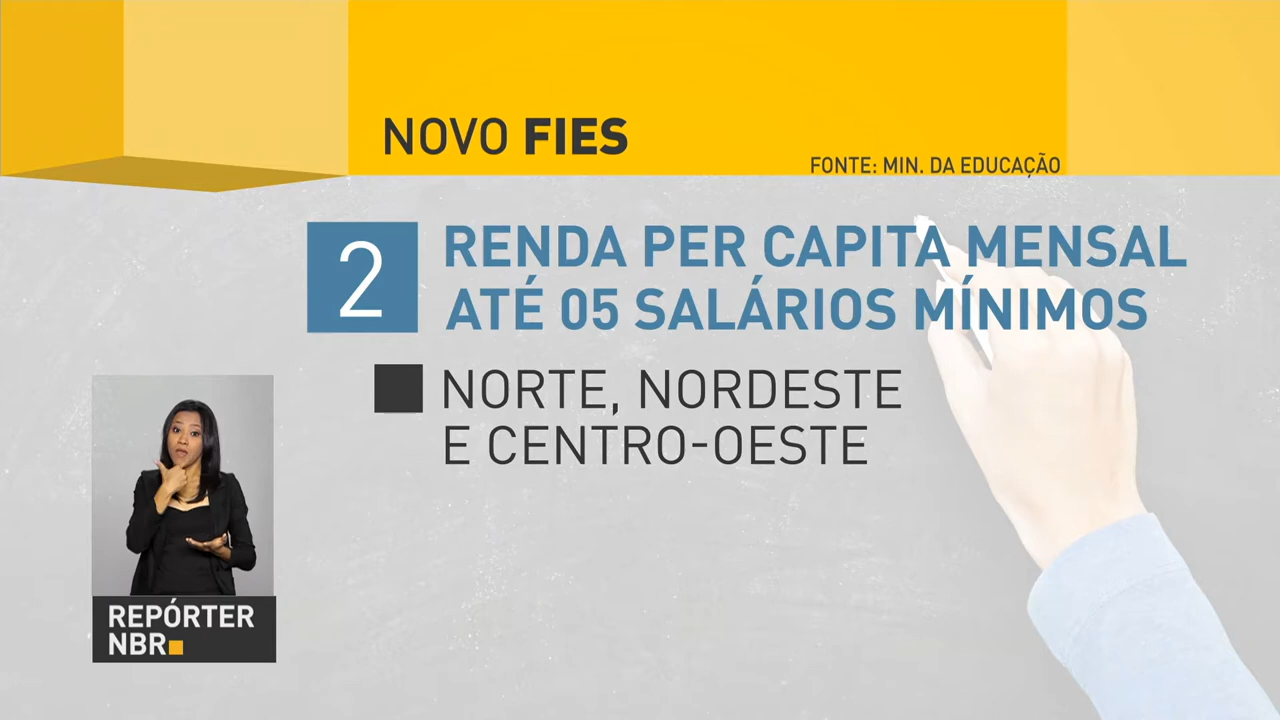 NOVO FIES
FONTE: MIN. DA EDUCAÇÃO
2
RENDA PER CAPITA MENSAL
ATÉ 05 SALÁRIOS MÍNIMOS
NORTE, NORDESTE
E CENTRO-OESTE
REPÓRTER
NBR